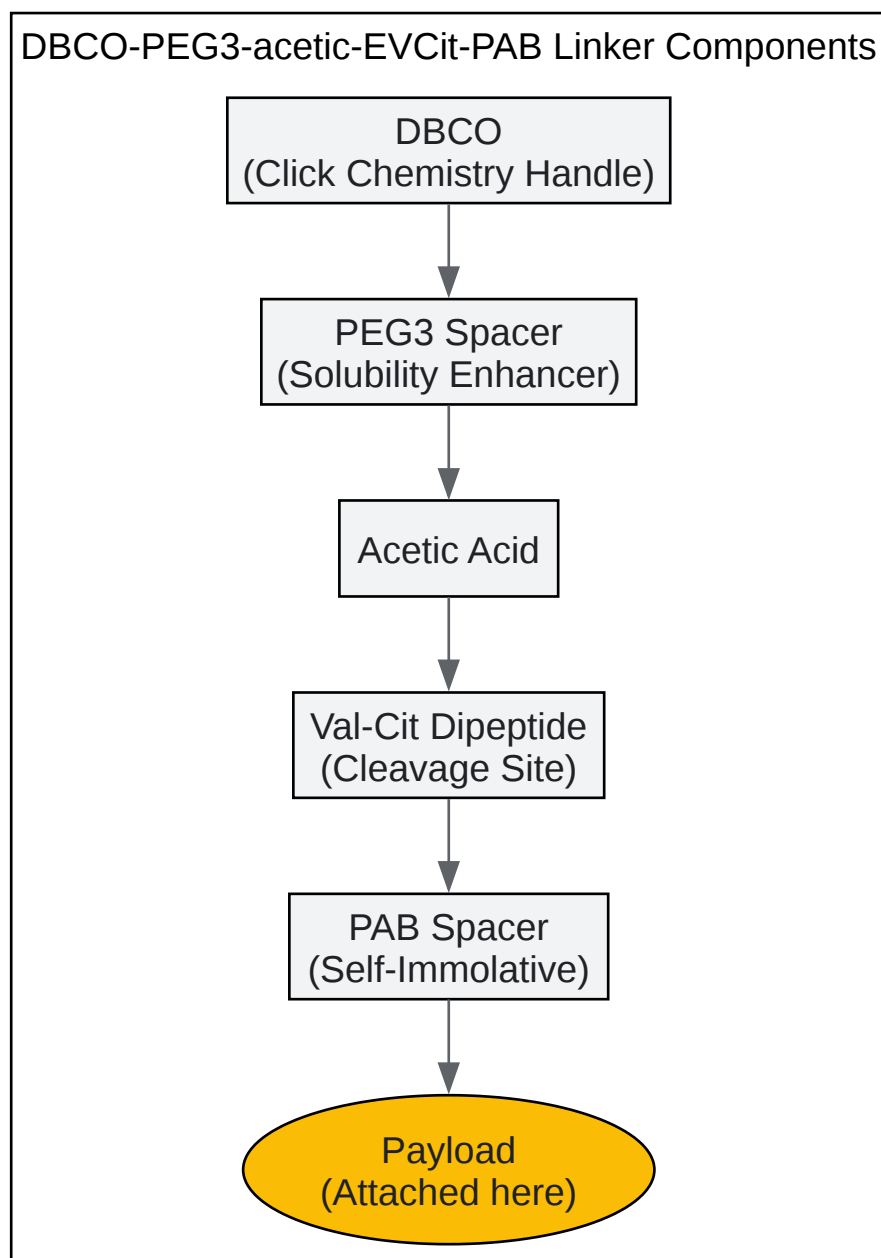 DBCO-PEG3-acetic-EVCit-PAB Linker Components
DBCO
(Click Chemistry Handle)
PEG3 Spacer
(Solubility Enhancer)
Acetic Acid
Val-Cit Dipeptide
(Cleavage Site)
PAB Spacer
(Self-Immolative)
Payload
(Attached here)